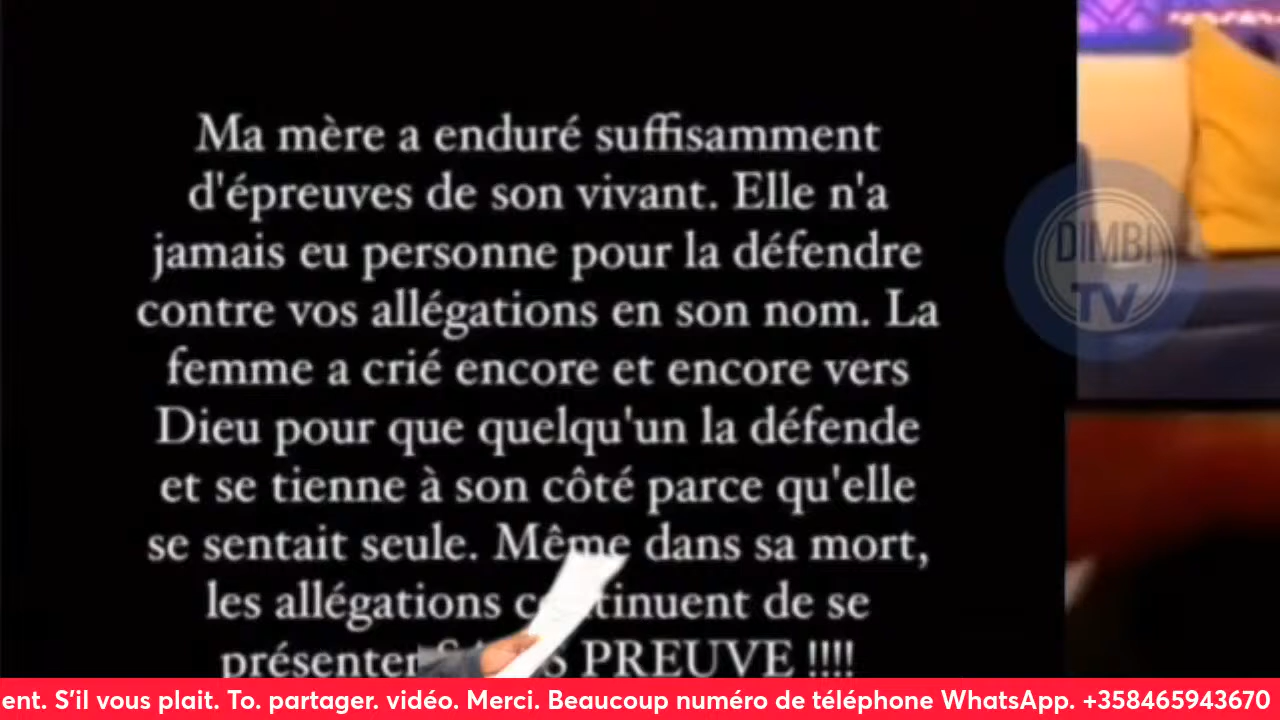 Ma mère a enduré suffisamment
d'épreuves de son vivant. Elle n'a
jamais eu personne pour la défendre
contre vos allégations en son nom. La
femme a crié encore et encore vers
Dieu pour que quelqu'un la défende
et se tienne à son côté parce qu'elle
se sentait seule. Même dans sa mort,
les allégations continuent de se
présenter PREUVE !!!!
DIMBI
TV
ent. S'il vous plait. To. partager. vidéo. Merci. Beaucoup numéro de téléphone WhatsApp. +358465943670